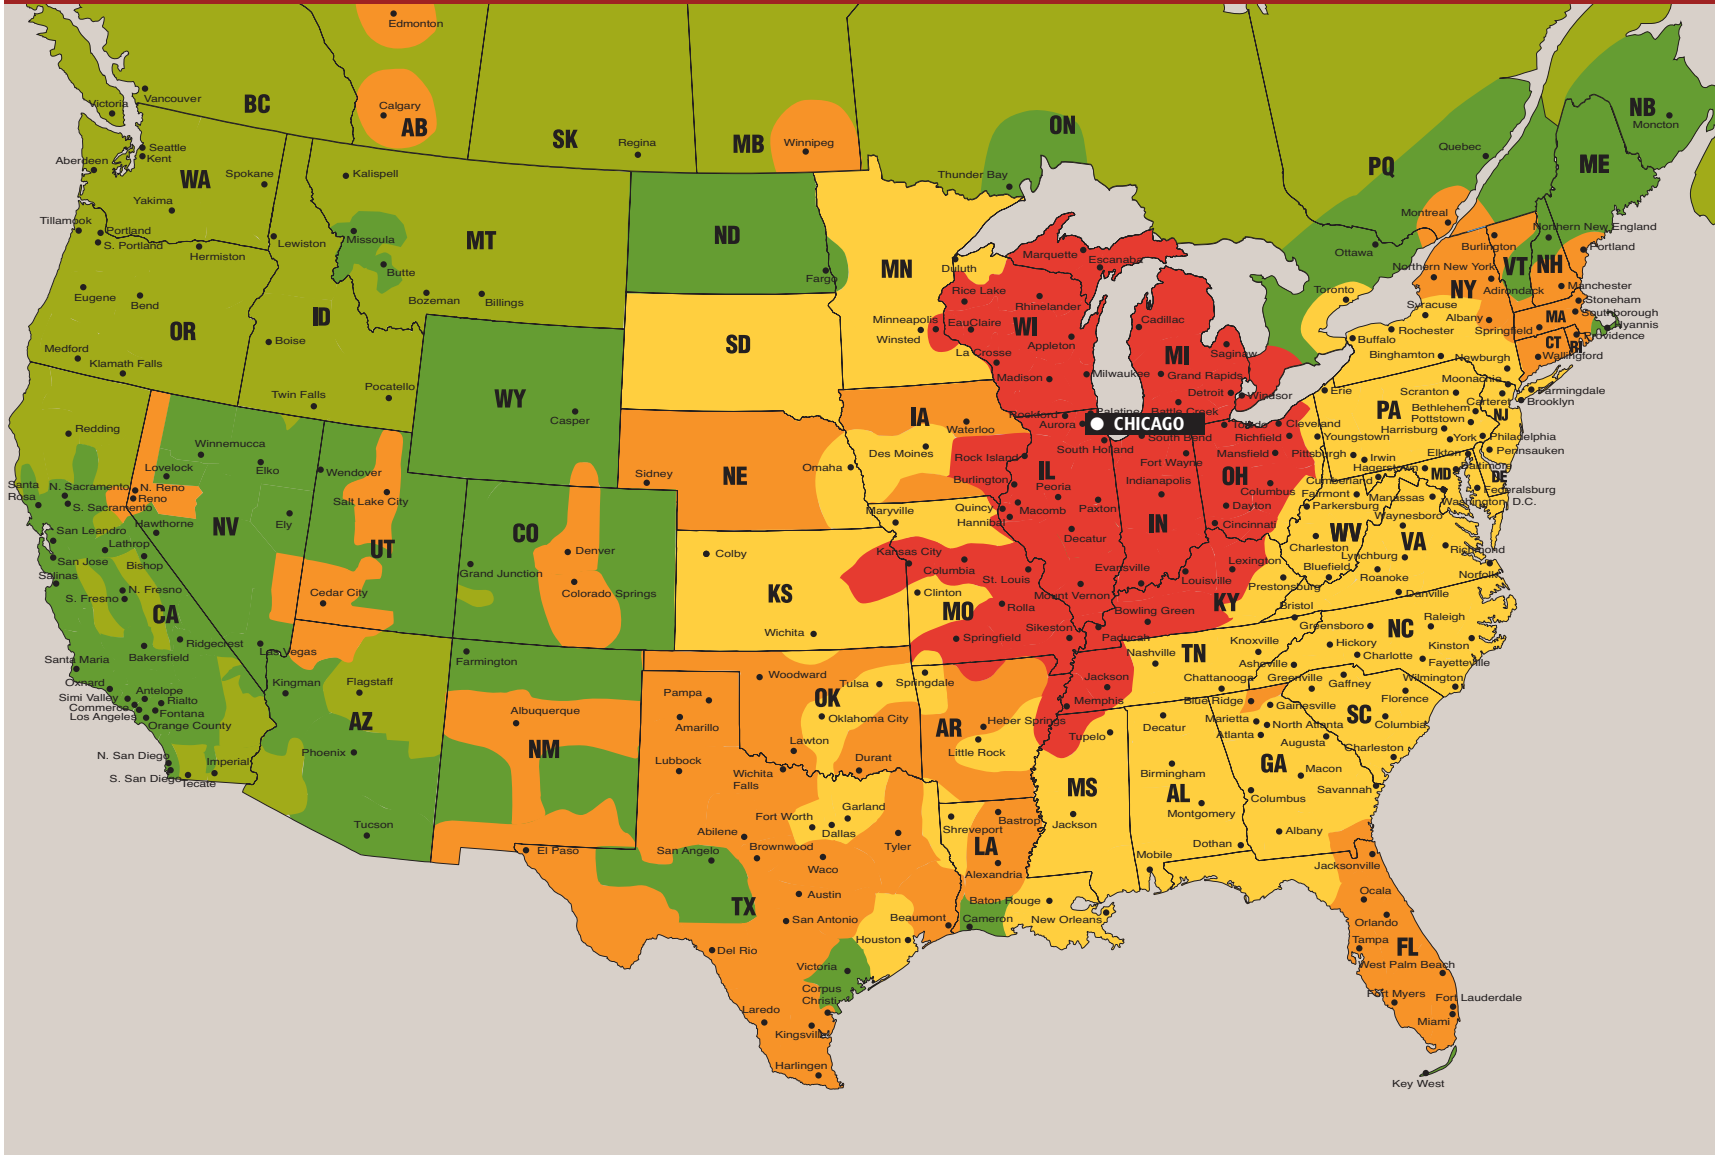 Edmonton
Calgary
AB
Vancouver
Victoria
BC
SK
Regina
MB
Winnipeg
ON
Thunder Bay
PQ
Quebec
Montreal
Ottawa
Toronto
NB
Moncton
ME
Seattle
Kent
Aberdeen
WA
Spokane
Yakima
Tillamook
Portland
S. Portland
Hermiston
Lewiston
Kalispell
Missoula
MT
Butte
Bozeman
Billings
Eugene
Bend
OR
ID
Boise
Medford
Klamath Falls
Twin Falls
Pocatello
ND
Fargo
SD
WY
Casper
MN
Duluth
Minneapolis
Winsted
Marquette
Escanaba
Rice Lake
Rhinelander
EauClaire
WI
Appleton
La Crosse
Madison
Milwaukee
Cadillac
MI
Saginaw
Grand Rapids
Detroit
Windsor
Battle Creek
Northern New England
Portland
Burlington
VT
NH
Northern New York
Adirondack
NY
Manchester
Stoneham
Southborough
Hyannis
Providence
MA
CT
RI
Springfield
Wallingford
Syracuse
Albany
Rochester
Buffalo
Binghamton
Newburgh
Moonachie
Farmingdale
Brooklyn
Carteret
NJ
Scranton
Bethlehem
Pottstown
Harrisburg
York
Philadelphia
Pennsauken
Erie
PA
Youngstown
Pittsburgh
Irwin
Hagerstown
Elkton
Baltimore
MD
DE
Federalsburg
Washington, D.C.
Cumberland
Fairmont
Manassas
Parkersburg
Waynesboro
WV
VA
Richmond
Charleston
Lynchburg
Bluefield
Roanoke
Norfolk
Danville
Redding
Winnemucca
Elko
Lovelock
N. Reno
Reno
Santa
Rosa
N. Sacramento
S. Sacramento
Hawthorne
NV
Ely
San Leandro
Lathrop
San Jose
Bishop
Salinas
N. Fresno
S. Fresno
CA
Ridgecrest
Bakersfield
Las Vegas
Santa Maria
Oxnard
Antelope
Simi Valley
Rialto
Commerce
Fontana
Los Angeles
Orange County
N. San Diego
S. San Diego
Imperial
Tecate
Wendover
Salt Lake City
UT
Cedar City
CO
Denver
Grand Junction
Colorado Springs
Kingman
Flagstaff
AZ
Phoenix
Tucson
Farmington
Albuquerque
NM
El Paso
Sidney
NE
Omaha
IA
Waterloo
Des Moines
Rock Island
Burlington
Rockford
Palatine
Aurora
CHICAGO
South Holland
South Bend
Toledo
Cleveland
Richfield
Mansfield
Fort Wayne
IL
Peoria
Indianapolis
OH
Columbus
Quincy
Macomb
Paxton
Hannibal
Dayton
Decatur
IN
Cincinnati
Maryville
Kansas City
Columbia
St. Louis
Evansville
Louisville
Lexington
Prestonsburg
KY
Mount Vernon
Bowling Green
Paducah
Colby
KS
Wichita
Clinton
MO
Rolla
Springfield
Sikeston
Bristol
Greensboro
NC
Raleigh
Hickory
Charlotte
Kinston
Fayetteville
Wilmington
Knoxville
Asheville
TN
Nashville
Chattanooga
Jackson
Memphis
Greenville
Gaffney
Florence
SC
Columbia
Charleston
Blue Ridge
Gainesville
Marietta
North Atlanta
Atlanta
Augusta
GA
Macon
Columbus
Savannah
Albany
Woodward
Tulsa
OK
Oklahoma City
Lawton
Durant
Springdale
AR
Heber Springs
Little Rock
Tupelo
Decatur
Birmingham
AL
Montgomery
Dothan
Mobile
MS
Jackson
Pampa
Amarillo
Lubbock
Wichita
Falls
Garland
Fort Worth
Dallas
Abilene
Brownwood
Tyler
San Angelo
Waco
TX
Austin
San Antonio
Del Rio
Beaumont
Houston
Victoria
Corpus
Christi
Laredo
Kingsville
Harlingen
Shreveport
Bastrop
LA
Alexandria
Baton Rouge
Cameron
New Orleans
Jacksonville
Ocala
Orlando
Tampa
FL
West Palm Beach
Fort Myers
Fort Lauderdale
Miami
Key West